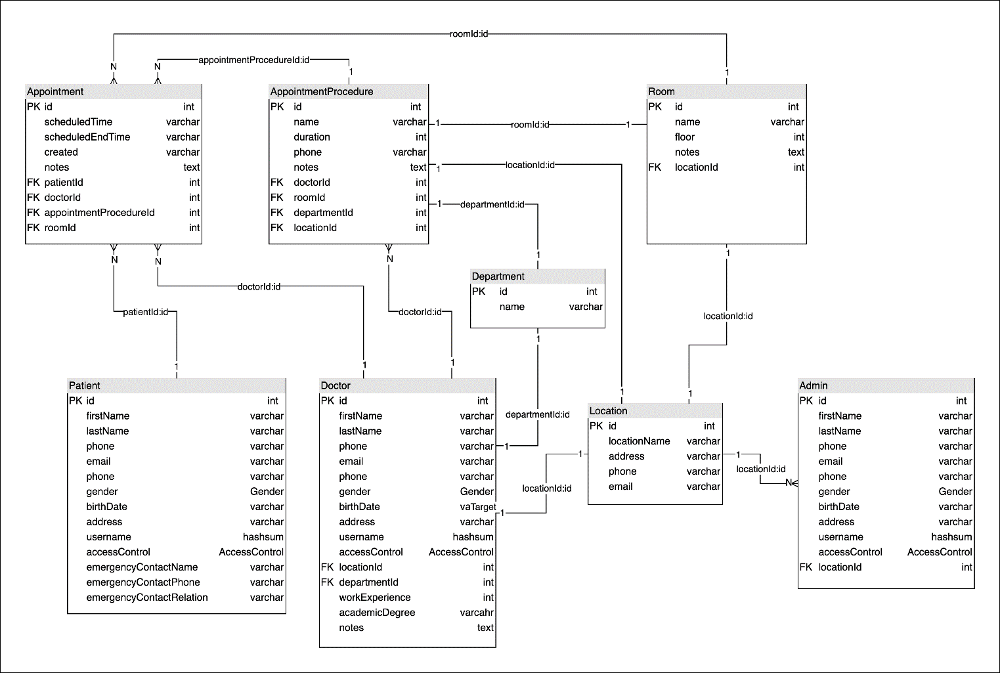 roomId:id
appointmentProcedureId:id
N
N
1
1
Appointment
PK id int
scheduledTime varchar
scheduledEndTime varchar
created varchar
notes text
FK patientId int
FK doctorId int
FK appointmentProcedureId int
FK roomId int
AppointmentProcedure
PK id int
name varchar
duration int
phone varchar
notes text
FK doctorId int
FK roomId int
FK departmentId int
FK locationId int
1 roomId:id 1
1 locationId:id
1 departmentId:id
Room
PK id int
name varchar
floor int
notes text
FK locationId int
N
N
N
1
1
Department
PK id int
name varchar
doctorId:id
patientId:id
doctorId:id
locationId:id
1
1
1
1
1
1
Patient
PK id int
firstName varchar
lastName varchar
phone varchar
email varchar
phone varchar
gender Gender
birthDate varchar
address varchar
username hashsum
accessControl AccessControl
emergencyContactName varchar
emergencyContactPhone varchar
emergencyContactRelation varchar
Doctor
PK id int
firstName varchar
lastName varchar
phone varchar
email varchar
phone varchar
gender Gender
birthDate vaTarget
address varchar
username hashsum
accessControl AccessControl
FK locationId int
FK departmentId int
workExperience int
academicDegree varcahr
notes text
departmentId:id
1
1
locationId:id
1
Location
PK id int
locationName varchar
address varchar
phone varchar
email varchar
1
locationId:id
N
Admin
PK id int
firstName varchar
lastName varchar
phone varchar
email varchar
phone varchar
gender Gender
birthDate varchar
address varchar
username hashsum
accessControl AccessControl
FK locationId int